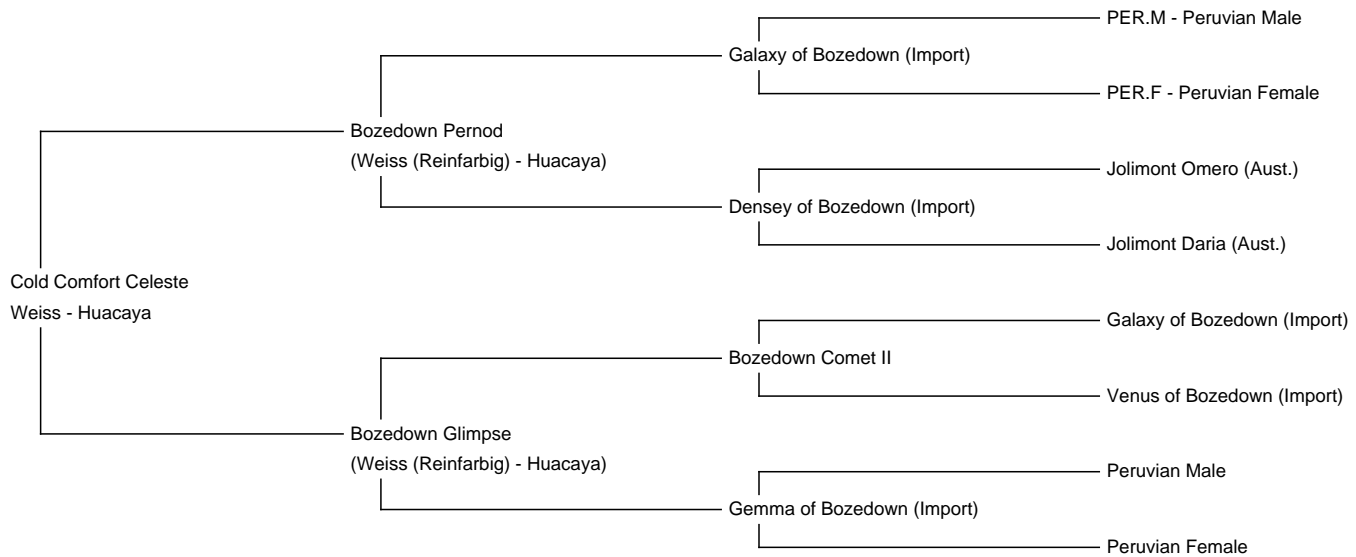 PER.M - Peruvian Male
Galaxy of Bozedown (Import)
PER.F - Peruvian Female
Bozedown Pernod
(Weiss (Reinfarbig) - Huacaya)
Jolimont Omero (Aust.)
Densey of Bozedown (Import)
Jolimont Daria (Aust.)
Cold Comfort Celeste
Weiss - Huacaya
Galaxy of Bozedown (Import)
Bozedown Comet II
Venus of Bozedown (Import)
Bozedown Glimpse
(Weiss (Reinfarbig) - Huacaya)
Peruvian Male
Gemma of Bozedown (Import)
Peruvian Female